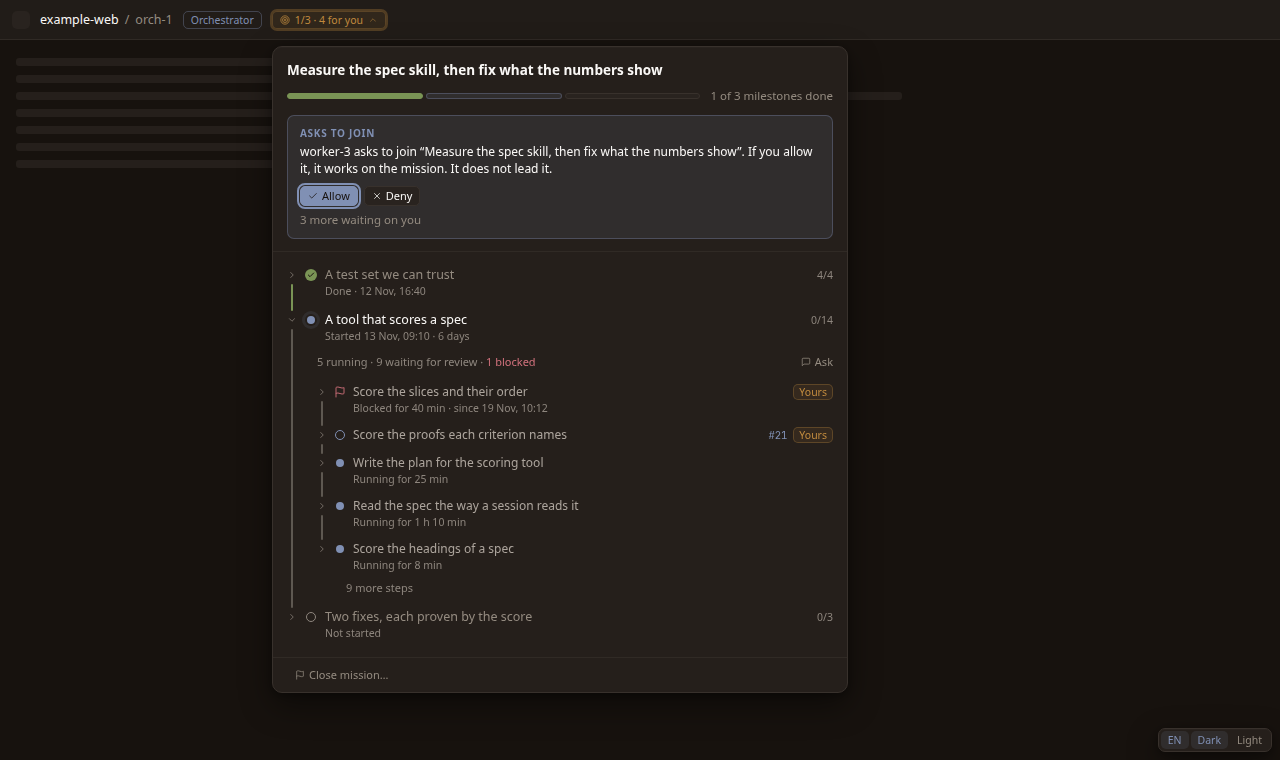 example-web / orch-1 Orchestrator 1/3 · 4 for you
Measure the spec skill, then fix what the numbers show
1 of 3 milestones done
ASKS TO JOIN
worker-3 asks to join “Measure the spec skill, then fix what the numbers show”. If you allow
it, it works on the mission. It does not lead it.
Allow Deny
3 more waiting on you
A test set we can trust 4/4
Done · 12 Nov, 16:40
A tool that scores a spec 0/14
Started 13 Nov, 09:10 · 6 days
5 running · 9 waiting for review · 1 blocked Ask
Score the slices and their order Yours
Blocked for 40 min · since 19 Nov, 10:12
Score the proofs each criterion names #21 Yours
Write the plan for the scoring tool
Running for 25 min
Read the spec the way a session reads it
Running for 1 h 10 min
Score the headings of a spec
Running for 8 min
9 more steps
Two fixes, each proven by the score 0/3
Not started
Close mission…
EN Dark Light